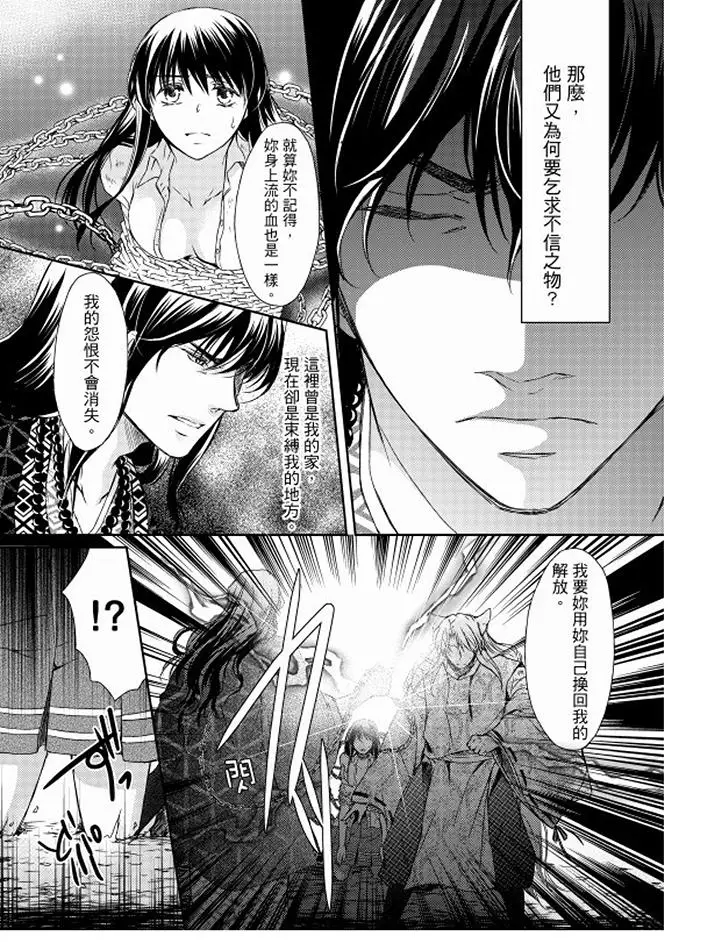 那麼，
他們又為何要乞求不信之物？
就算妳不記得，
妳身上流的血也是一樣。
這裡曾是我的家，
現在卻是束縛我的地方。
我的怨恨不會消失。
我要妳用妳自己換回我的
解放。
閃
!?